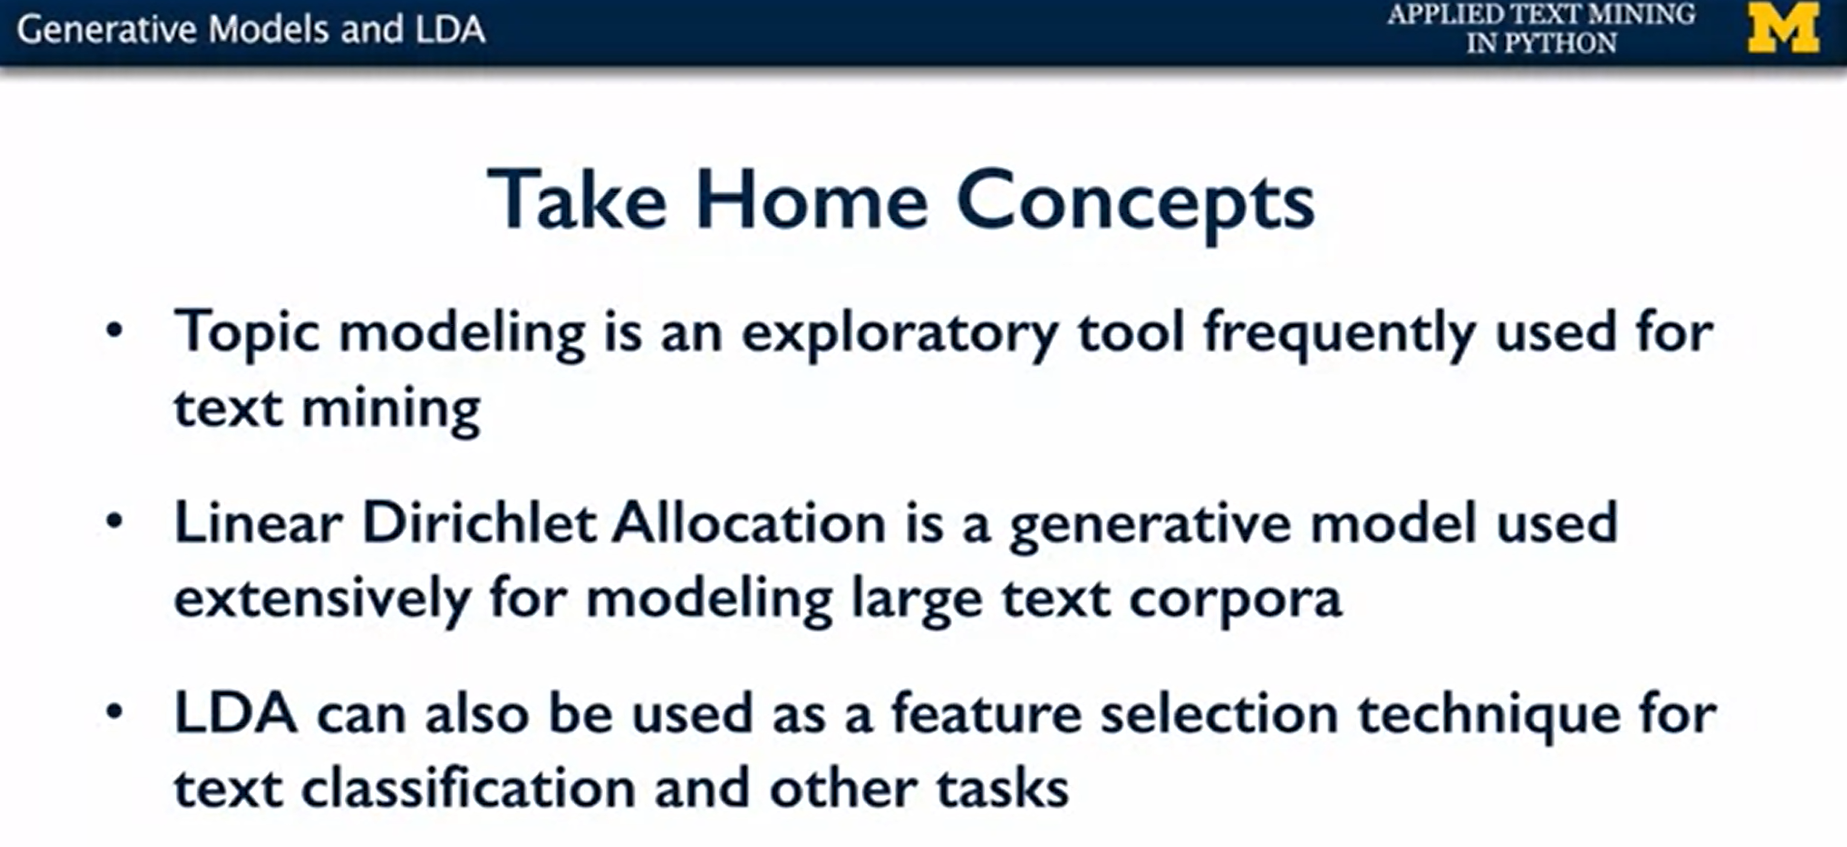 Generative Models and LDA
APPLIED TEXT MINING
IN PYTHON
M
Take Home Concepts
• Topic modeling is an exploratory tool frequently used for
text mining
• Linear Dirichlet Allocation is a generative model used
extensively for modeling large text corpora
• LDA can also be used as a feature selection technique for
text classification and other tasks